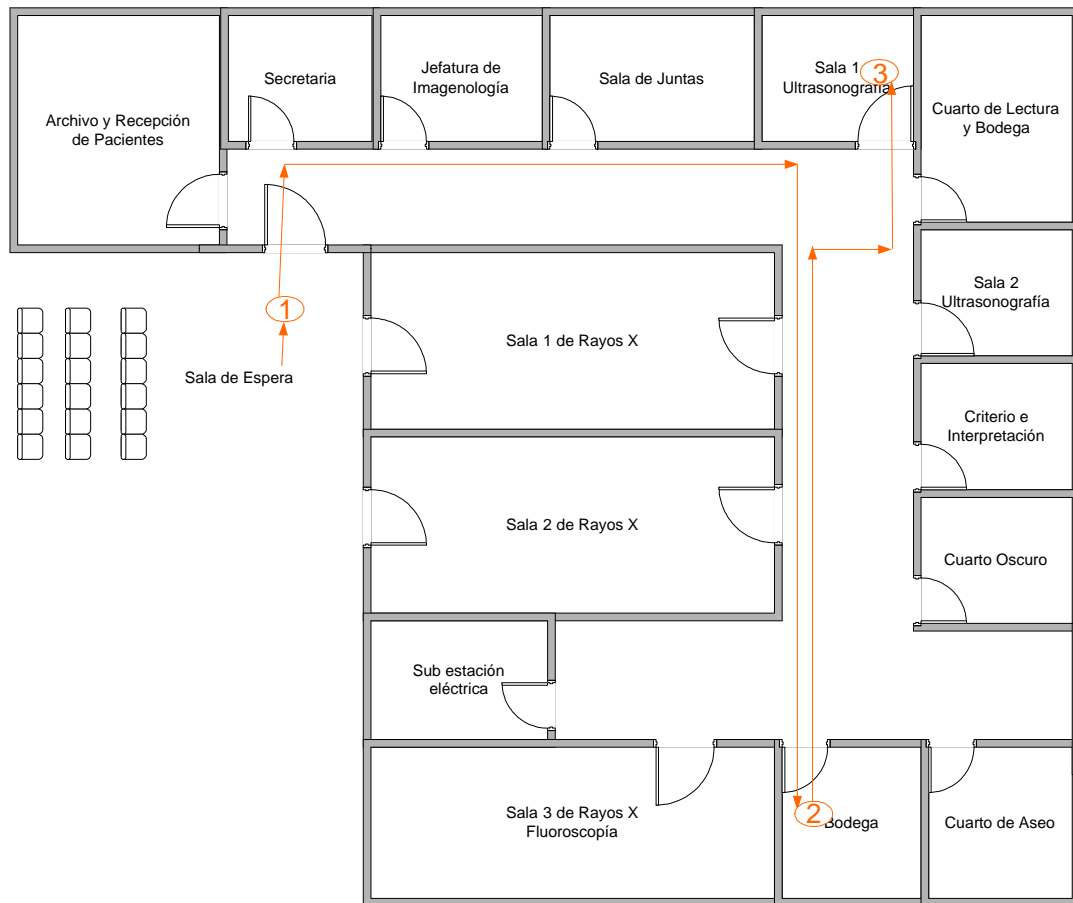 Archivo y Recepción
de Pacientes
Secretaria
Jefatura de
Imagenología
Sala de Juntas
Sala 1
Ultrasonografía
3
Cuarto de Lectura
y Bodega
Sala 2
Ultrasonografía
1
Sala de Espera
Sala 1 de Rayos X
Criterio e
Interpretación
Sala 2 de Rayos X
Cuarto Oscuro
Sub estación
eléctrica
Sala 3 de Rayos X
Fluoroscopía
2
Bodega
Cuarto de Aseo